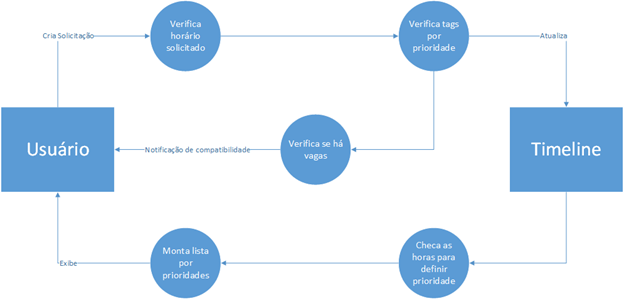 Verifica
horário
solicitado
Verifica tags
por
prioridade
Cria Solicitação
Atualiza
Usuário
Notificação de compatibilidade
Verifica se há
vagas
Timeline
Exibe
Monta lista
por
prioridades
Checa as
horas para
definir
prioridade